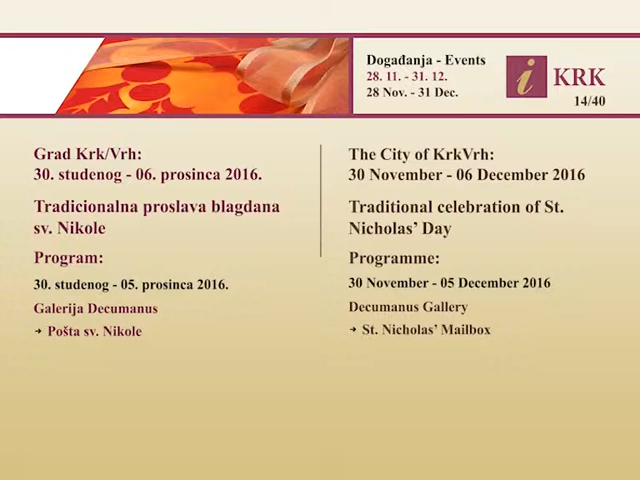 Događanja - Events
28. 11. - 31. 12.
28 Nov. - 31 Dec.
i
KRK
14/40
Grad Krk/Vrh:
30. studenog - 06. prosinca 2016.
Tradicionalna proslava blagdana
sv. Nikole
Program:
30. studenog - 05. prosinca 2016.
Galerija Decumanus
→ Pošta sv. Nikole
The City of KrkVrh:
30 November - 06 December 2016
Traditional celebration of St.
Nicholas’ Day
Programme:
30 November - 05 December 2016
Decumanus Gallery
→ St. Nicholas’ Mailbox